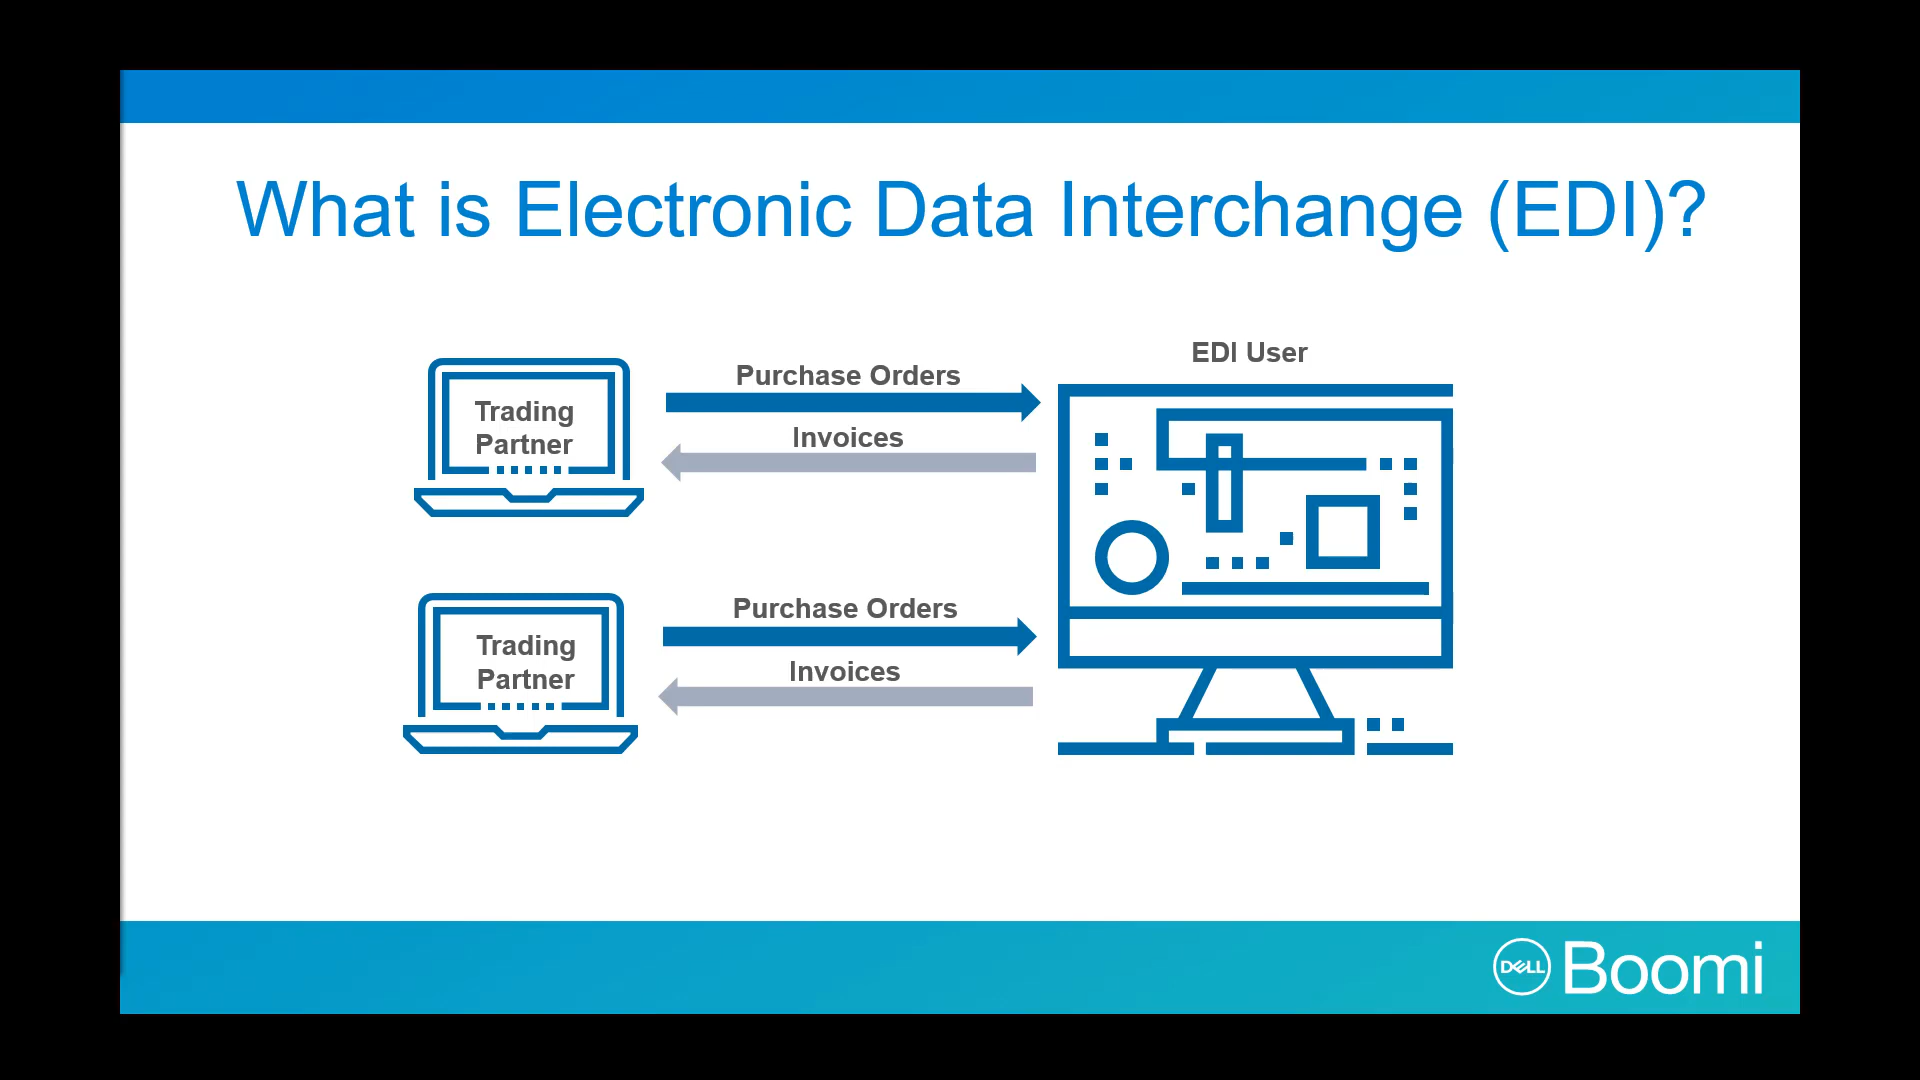 What is Electronic Data Interchange (EDI)?
EDI User
Trading
Partner
Purchase Orders
Invoices
Trading
Partner
Purchase Orders
Invoices
DELL Boomi